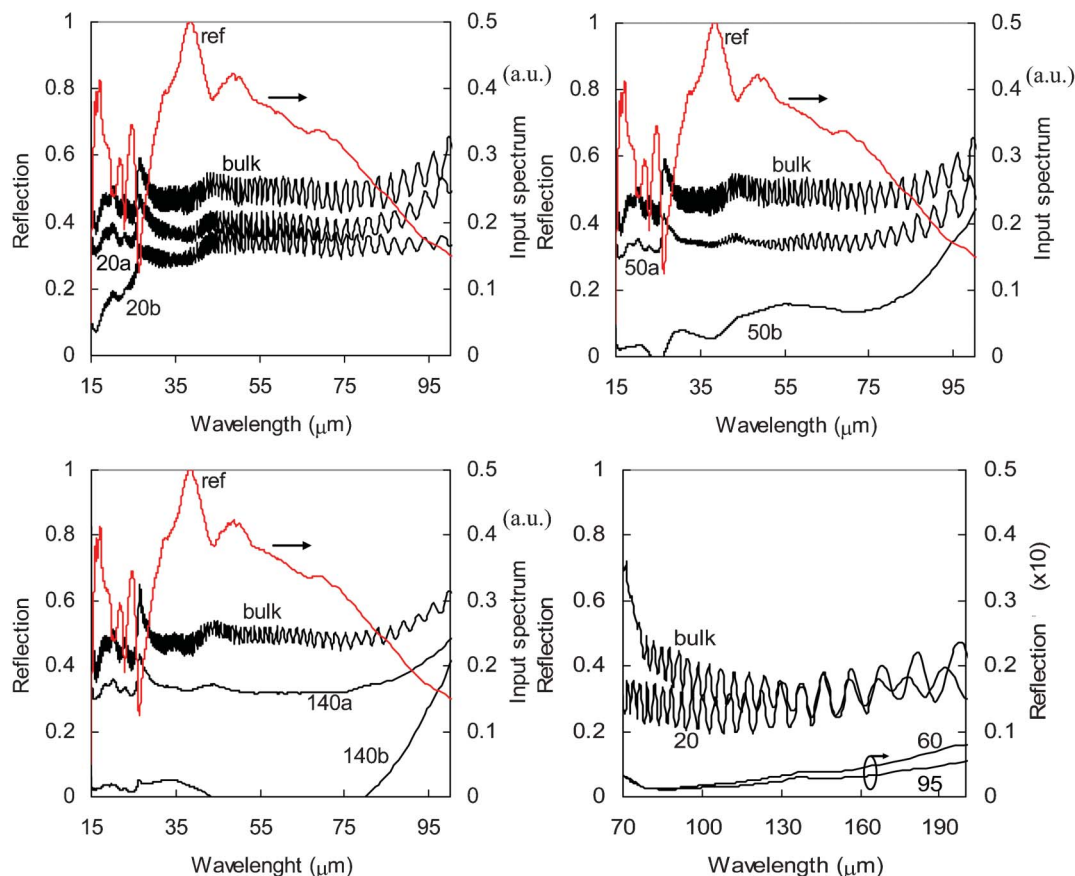 1
0.8
0.6
0.4
0.2
0
Reflection
ref
bulk
20a
20b
0.5
0.4
0.3
0.2
0.1
0
(a.u.)
Input spectrum
15 35 55 75 95
Wavelength (μm)
1
0.8
0.6
0.4
0.2
0
Reflection
ref
bulk
50a
50b
0.5
0.4
0.3
0.2
0.1
0
(a.u.)
Input spectrum
15 35 55 75 95
Wavelength (μm)
1
0.8
0.6
0.4
0.2
0
Reflection
ref
bulk
140a
140b
0.5
0.4
0.3
0.2
0.1
0
(a.u.)
Input spectrum
15 35 55 75 95
Wavelenght (μm)
1
0.8
0.6
0.4
0.2
0
Reflection
bulk
20
60
95
0.5
0.4
0.3
0.2
0.1
0
Reflection (x10)
70 100 130 160 190
Wavelength (μm)